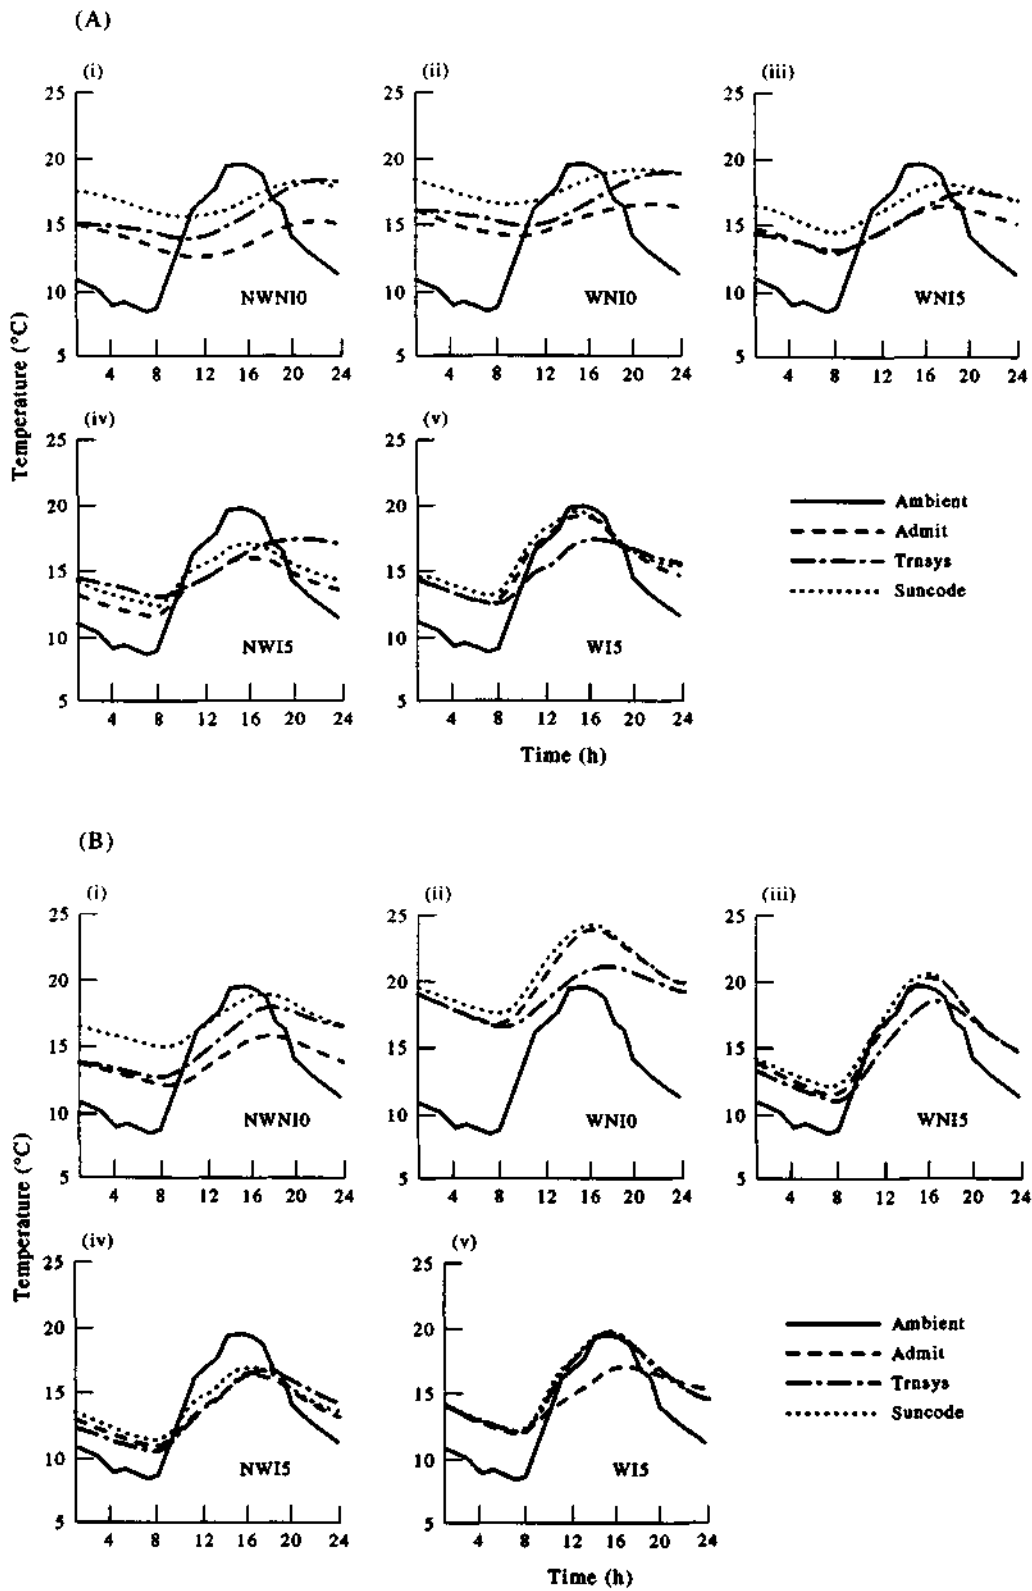 (A)
(i) (ii) (iii)
25 25 25
20 20 20
15 15 15
10 10 10
5 5 5
NWNI0 WNI0 WNI5
4 8 12 16 20 24 4 8 12 16 20 24 4 8 12 16 20 24
Temperature (°C)
(iv) (v)
25 25
20 20
15 15
10 10
5 5
NWI5 WI5
4 8 12 16 20 24 4 8 12 16 20 24
Ambient
Admit
Trnsys
Suncode
Time (h)
(B)
(i) (ii) (iii)
25 25 25
20 20 20
15 15 15
10 10 10
5 5 5
NWNI0 WNI0 WNI5
4 8 12 16 20 24 4 8 12 16 20 24 4 8 12 16 20 24
Temperature (°C)
(iv) (v)
25 25
20 20
15 15
10 10
5 5
NWI5 WI5
4 8 12 16 20 24 4 8 12 16 20 24
Ambient
Admit
Trnsys
Suncode
Time (h)